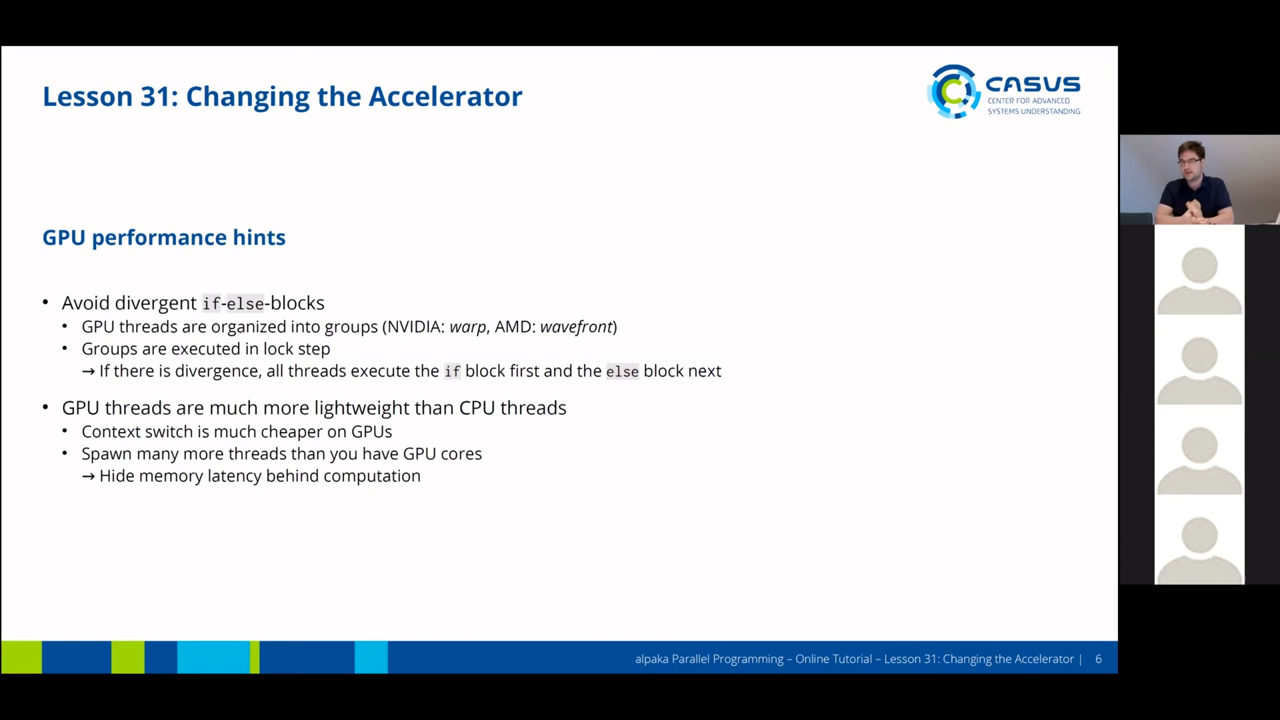 Lesson 31: Changing the Accelerator
CASUS
CENTER FOR ADVANCED
SYSTEMS UNDERSTANDING
GPU performance hints
• Avoid divergent if-else-blocks
• GPU threads are organized into groups (NVIDIA: warp, AMD: wavefront)
• Groups are executed in lock step
→ If there is divergence, all threads execute the if block first and the else block next
• GPU threads are much more lightweight than CPU threads
• Context switch is much cheaper on GPUs
• Spawn many more threads than you have GPU cores
→ Hide memory latency behind computation
alpaka Parallel Programming – Online Tutorial – Lesson 31: Changing the Accelerator | 6